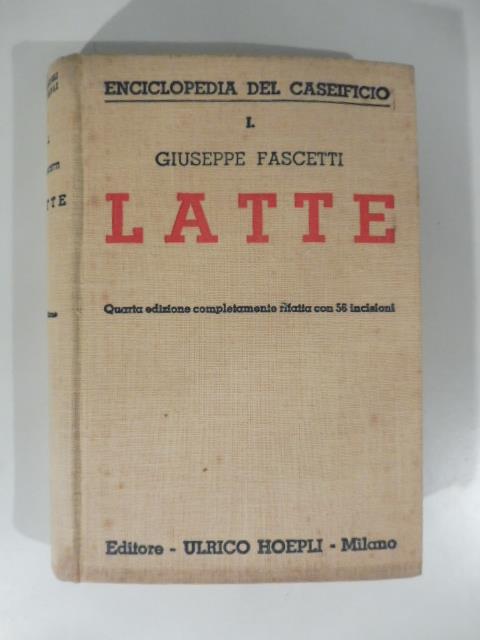 ENCICLOPEDIA DEL CASEIFICIO
I.
GIUSEPPE FASCETTI
LATTE
Quarta edizione completamente rifatta con 56 incisioni
Editore - ULRICO HOEPLI - Milano